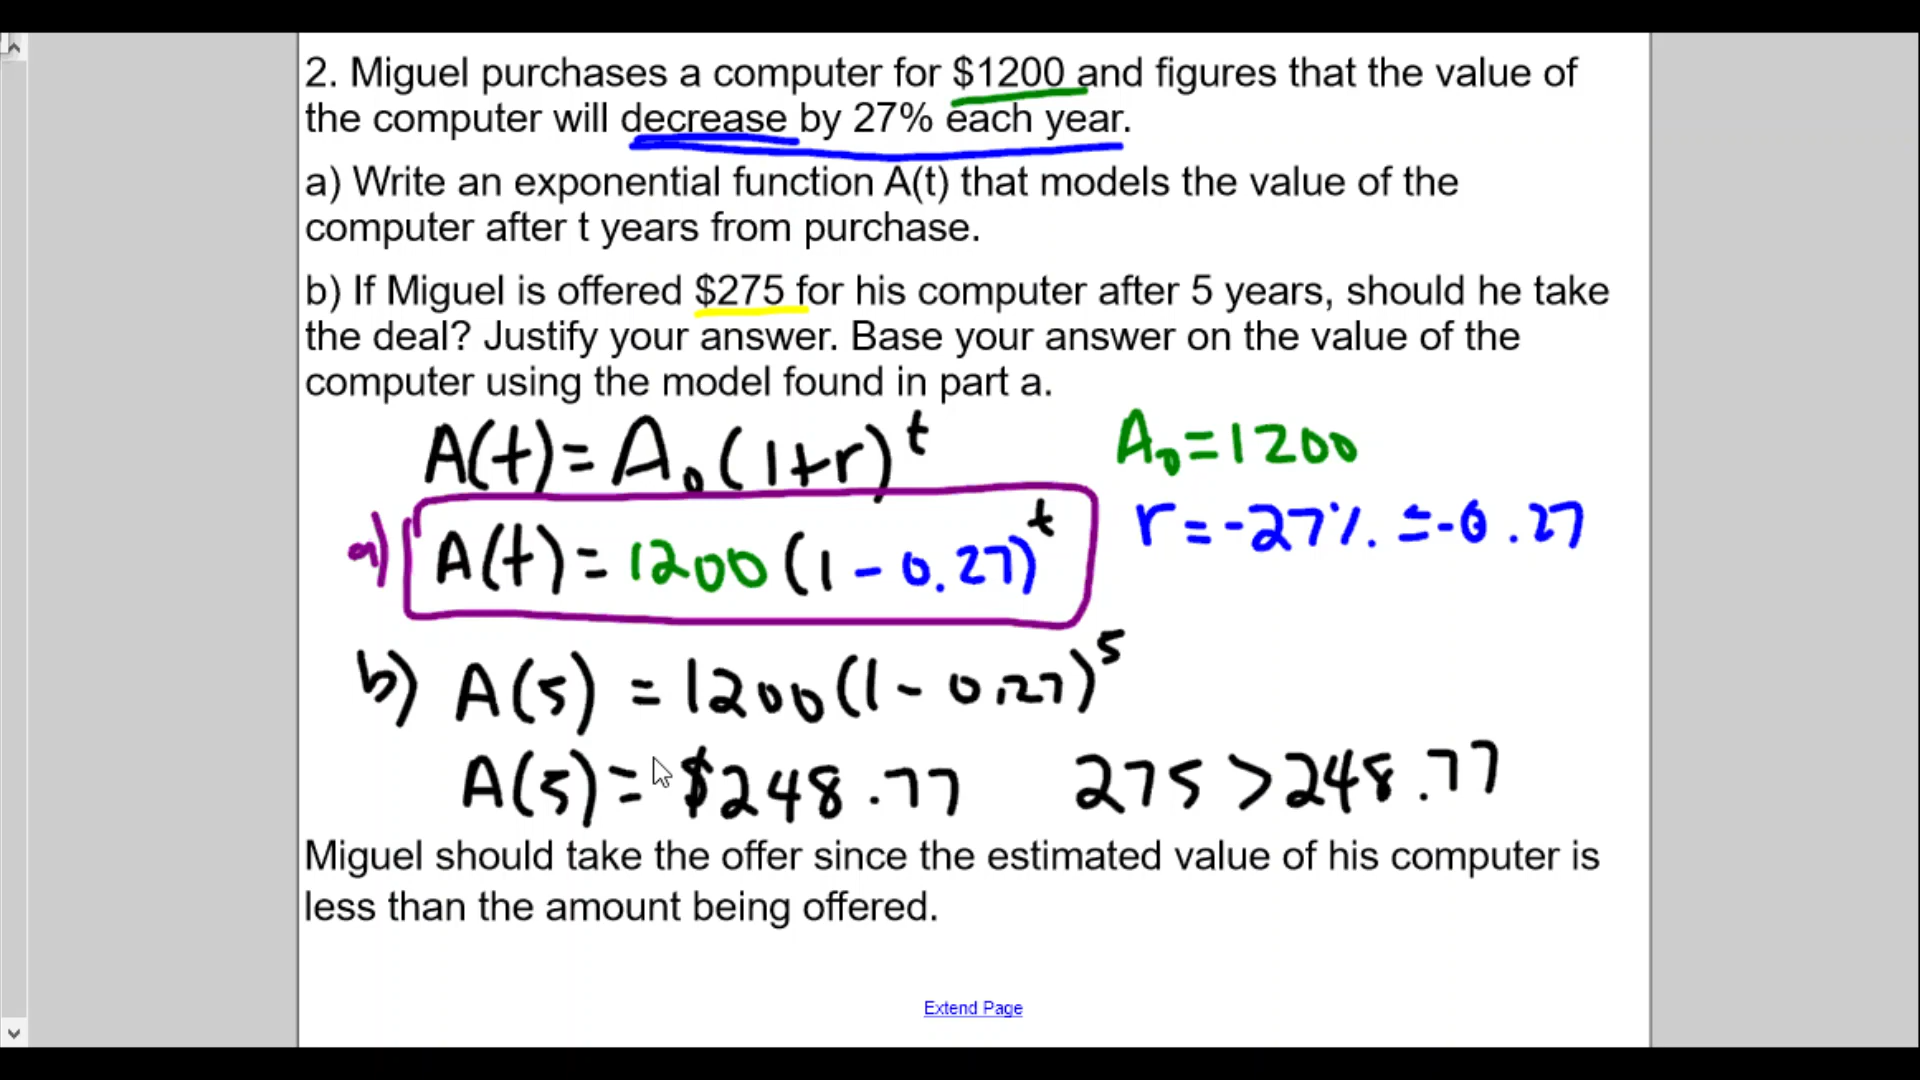 2. Miguel purchases a computer for $1200 and figures that the value of
the computer will decrease by 27% each year.
a) Write an exponential function A(t) that models the value of the
computer after t years from purchase.
b) If Miguel is offered $275 for his computer after 5 years, should he take
the deal? Justify your answer. Base your answer on the value of the
computer using the model found in part a.
A(t) = A₀ (1+r)^t
A₀ = 1200
r = -27% = -0.27
a) A(t) = 1200 (1 - 0.27)^t
b) A(5) = 1200 (1 - 0.27)^5
A(5) = $248.77 275 > 248.77
Miguel should take the offer since the estimated value of his computer is
less than the amount being offered.
Extend Page